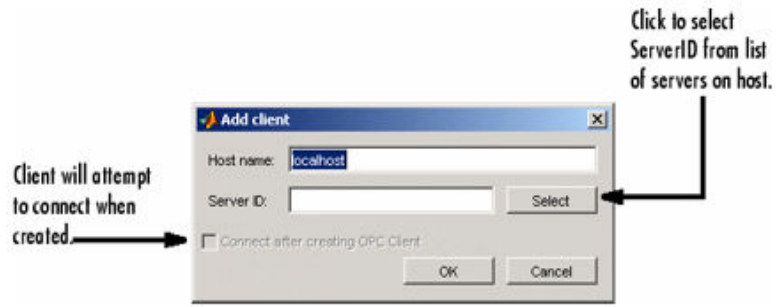 Click to select
ServerID from list
of servers on host.
Add client
Host name: localhost
Client will attempt
to connect when
created.
Server ID: Select
Connect after creating OPC Client
OK Cancel